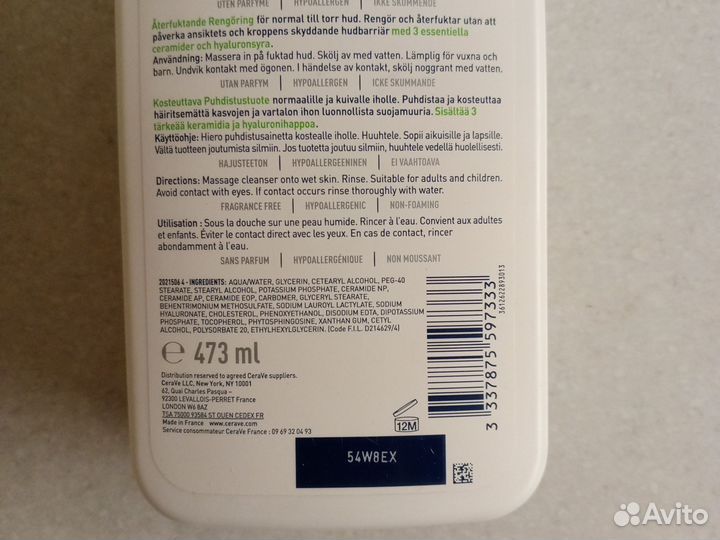 UTEN PARFYME | HYPOALLERGEN | IKKE SKUMMENDE
Återfuktande Rengöring för normal till torr hud. Rengör och återfuktar utan att
påverka ansiktets och kroppens skyddande hudbarriär med 3 essentiella
ceramider och hyaluronsyra.
Användning: Massera in på fuktad hud. Skölj av med vatten. Lämplig för vuxna och
barn. Undvik kontakt med ögonen. I händelse av kontakt, skölj noggrant med vatten.
UTAN PARFYM | HYPOALLERGEN | ICKE SKUMMANDE
Kosteuttava Puhdistustuote normaalille ja kuivalle iholle. Puhdistaa ja kosteuttaa
häiritsemättä kasvojen ja vartalon ihon luonnollista suojamuuria. Sisältää 3
tärkeää keramidia ja hyaluronihappoa.
Käyttöohje: Hiero puhdistusainetta kostealle iholle. Huuhtele. Sopii aikuisille ja lapsille.
Vältä tuotteen joutumista silmiin. Jos tuotetta joutuu silmiin, huuhtele vedellä huolellisesti.
HAJUSTEETON | HYPOALLERGEENINEN | EI VAAHTOAVA
Directions: Massage cleanser onto wet skin. Rinse. Suitable for adults and children.
Avoid contact with eyes. If contact occurs rinse thoroughly with water.
FRAGRANCE FREE | HYPOALLERGENIC | NON-FOAMING
Utilisation : Sous la douche sur une peau humide. Rincer à l'eau. Convient aux adultes
et enfants. Éviter le contact direct avec les yeux. En cas de contact, rincer
abondamment à l'eau.
SANS PARFUM | HYPOALLERGÉNIQUE | NON MOUSSANT
2021506 4 - INGREDIENTS: AQUA/WATER, GLYCERIN, CETEARYL ALCOHOL, PEG-40
STEARATE, STEARYL ALCOHOL, POTASSIUM PHOSPHATE, CERAMIDE NP,
CERAMIDE AP, CERAMIDE EOP, CARBOMER, GLYCERYL STEARATE,
BEHENTRIMONIUM METHOSULFATE, SODIUM LAUROYL LACTYLATE, SODIUM
HYALURONATE, CHOLESTEROL, PHENOXYETHANOL, DISODIUM EDTA, DIPOTASSIUM
PHOSPHATE, TOCOPHEROL, PHYTOSPHINGOSINE, XANTHAN GUM, CETYL
ALCOHOL, POLYSORBATE 20, ETHYLHEXYLGLYCERIN. (Code F.I.L. D214629/4)
e 473 ml
Distribution reserved to agreed CeraVe suppliers.
CeraVe LLC, New York, NY 10001
62, Quai Charles Pasqua –
92300 LEVALLOIS-PERRET France
LONDON W6 8AZ
TSA 75000 93584 ST OUEN CEDEX FR
Made in France www.cerave.com
Service consommateur CeraVe France : 09 69 32 04 93
12M
54W8EX
3 337875 597333
3612622893013
Avito